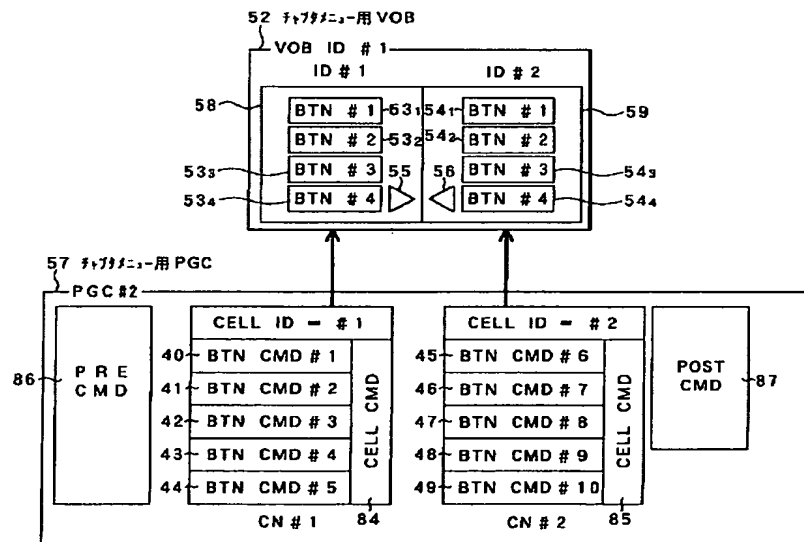 52 チャプタメニュー用 VOB
VOB ID # 1
ID # 1 ID # 2
58 59
BTN # 1 53₁ 54₁ BTN # 1
BTN # 2 53₂ 54₂ BTN # 2
53₃ BTN # 3 55 56 BTN # 3 54₃
53₄ BTN # 4 BTN # 4 54₄
57 チャプタメニュー用 PGC
PGC #2
86 PRE CMD
CELL ID = # 1
40 BTN CMD # 1
41 BTN CMD # 2
42 BTN CMD # 3
43 BTN CMD # 4
44 BTN CMD # 5
CELL CMD
CN # 1 84
CELL ID = # 2
45 BTN CMD # 6
46 BTN CMD # 7
47 BTN CMD # 8
48 BTN CMD # 9
49 BTN CMD # 10
CELL CMD
CN # 2 85
POST
CMD 87